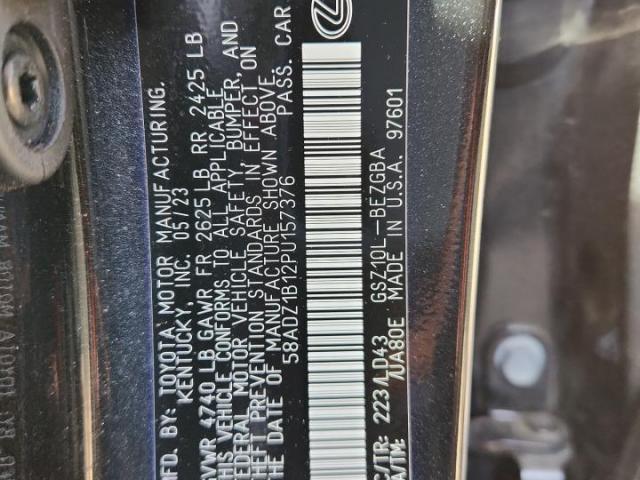 MFD. BY: TOYOTA MOTOR MANUFACTURING.
KENTUCKY, INC. 05/23
GVWR 4740 LB GAWR FR 2625 LB RR 2425 LB
THIS VEHICLE CONFORMS TO ALL APPLICABLE
FEDERAL MOTOR VEHICLE SAFETY, BUMPER, AND
THEFT PREVENTION STANDARDS IN EFFECT ON
THE DATE OF MANUFACTURE SHOWN ABOVE.
58ADZ1B12PU157376 PASS. CAR
C/TR: 223 /LD43 GSZ10L-BEZGBA
A/TM: /UA80E MADE IN U.S.A. 97601